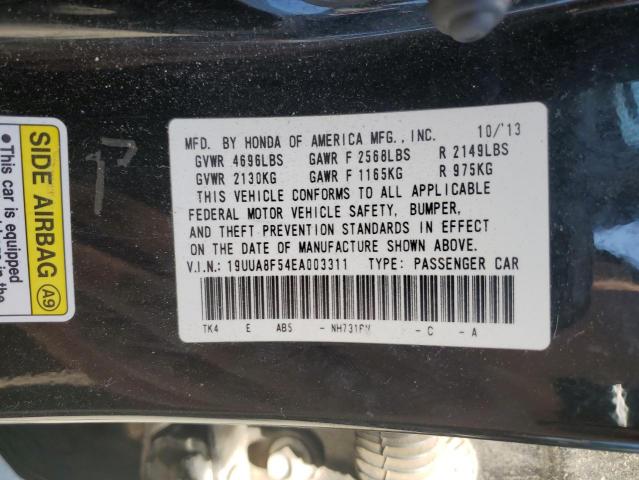 SIDE AIRBAG A9
•This car is equipped
MFD. BY HONDA OF AMERICA MFG., INC. 10/'13
GVWR 4696LBS GAWR F 2568LBS R 2149LBS
GVWR 2130KG GAWR F 1165KG R 975KG
THIS VEHICLE CONFORMS TO ALL APPLICABLE
FEDERAL MOTOR VEHICLE SAFETY, BUMPER,
AND THEFT PREVENTION STANDARDS IN EFFECT
ON THE DATE OF MANUFACTURE SHOWN ABOVE.
V.I.N.: 19UUA8F54EA003311 TYPE: PASSENGER CAR
TK4 E AB5 - NH731P - C - A